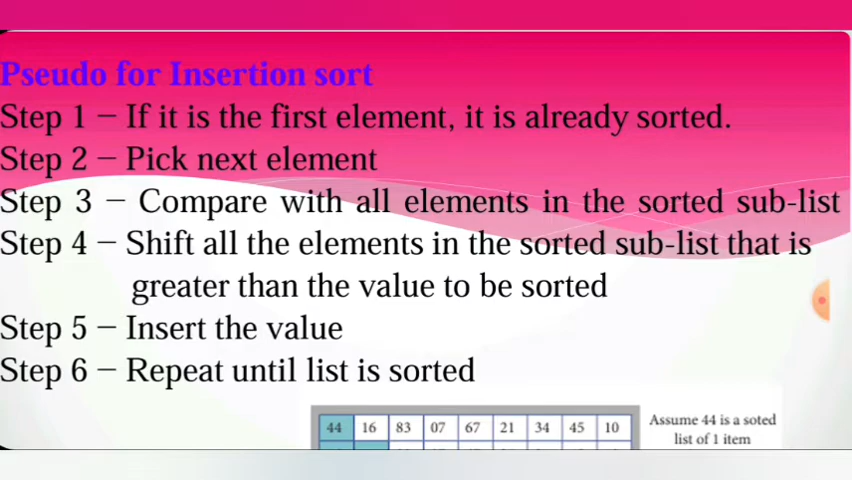 Pseudo for Insertion sort
Step 1 – If it is the first element, it is already sorted.
Step 2 – Pick next element
Step 3 – Compare with all elements in the sorted sub-list
Step 4 – Shift all the elements in the sorted sub-list that is
greater than the value to be sorted
Step 5 – Insert the value
Step 6 – Repeat until list is sorted
44 16 83 07 67 21 34 45 10
Assume 44 is a soted
list of 1 item